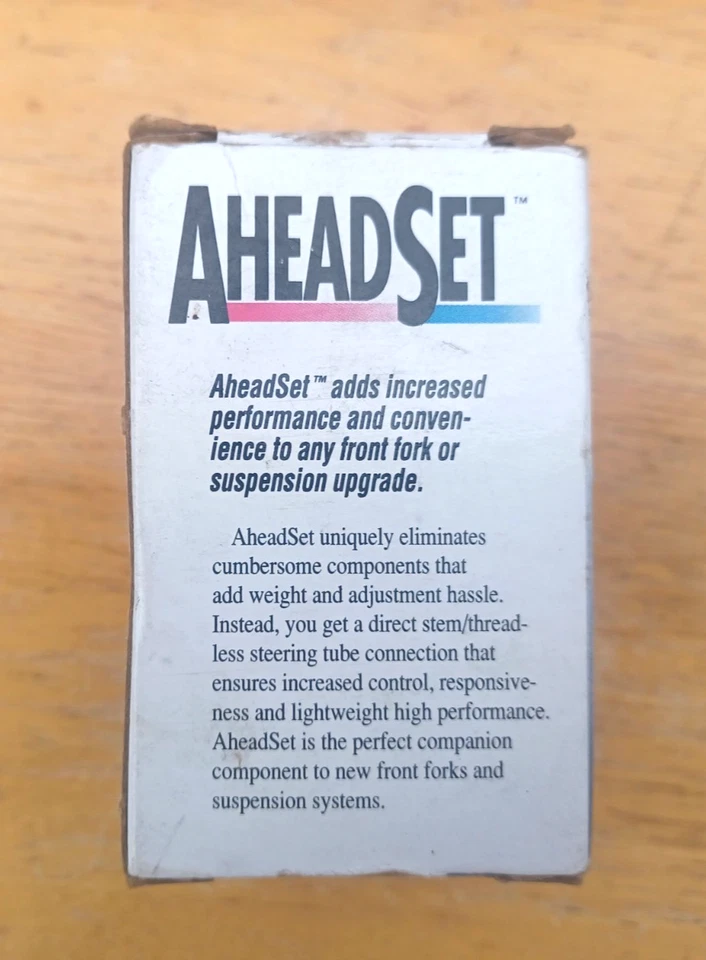 AHEADSET™
AheadSet™ adds increased
performance and conven-
ience to any front fork or
suspension upgrade.
AheadSet uniquely eliminates
cumbersome components that
add weight and adjustment hassle.
Instead, you get a direct stem/thread-
less steering tube connection that
ensures increased control, responsive-
ness and lightweight high performance.
AheadSet is the perfect companion
component to new front forks and
suspension systems.